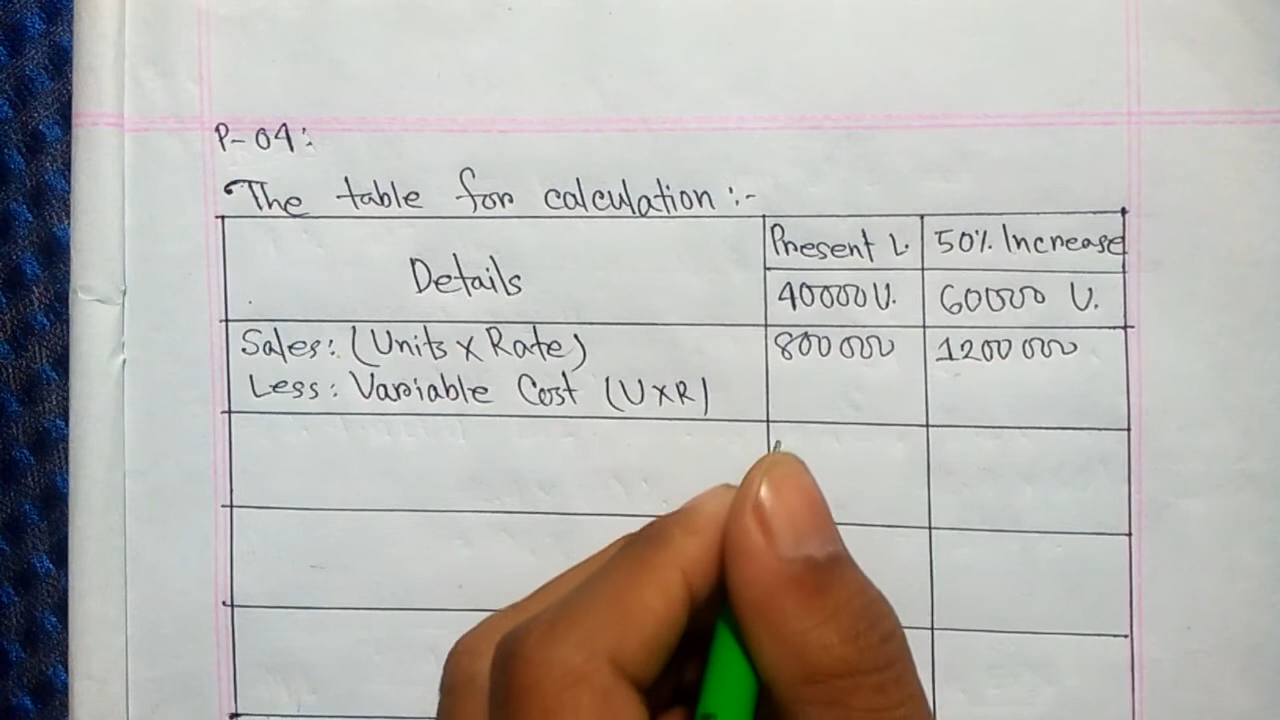 P-04:
The table for calculation :-
Details
Present L.
50% Increase
40000 U.
60000 U.
Sales: (Units x Rate)
800000
1200000
Less: Variable Cost (UXR)